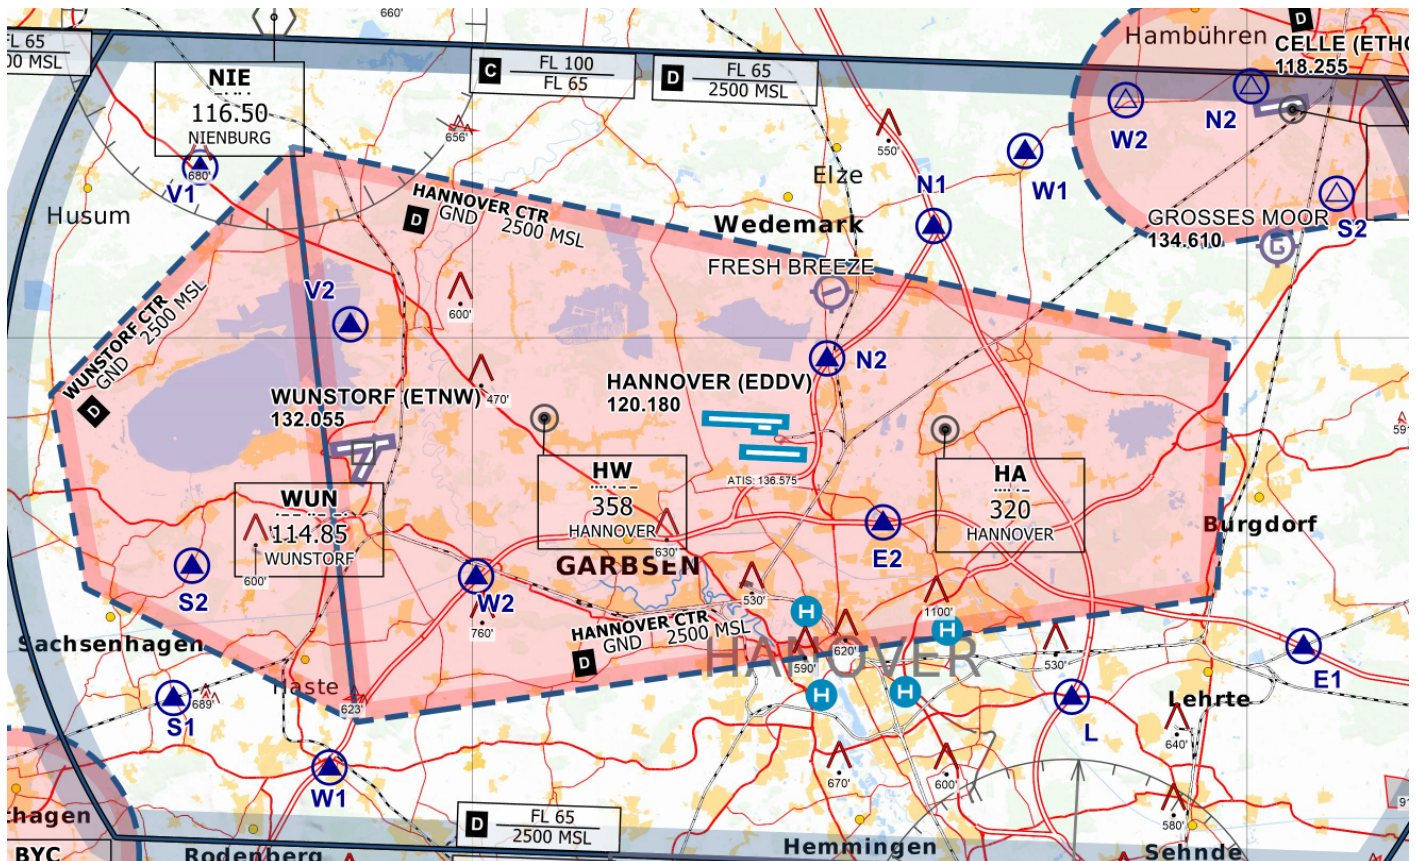 660'
FL 65
00 MSL
NIE
116.50
NIENBURG
C
FL 100
FL 65
D
FL 65
2500 MSL
Hambühren
D
CELLE (ETHC
118.255
656'
550'
680'
V1
Husum
Elze
N1
W1
W2
N2
S2
HANNOVER CTR
GND 2500 MSL
D
Wedemark
GROSSES MOOR
134.610
G
FRESH BREEZE
V2
600'
WUNSTORF CTR
GND 2500 MSL
D
N2
WUNSTORF (ETNW)
132.055
470'
HANNOVER (EDDV)
120.180
ATIS: 136.575
591
HW
358
HANNOVER
HA
320
HANNOVER
WUN
114.85
WUNSTORF
600'
630'
E2
Burgdorf
GARBSEN
S2
W2
760'
530'
1100'
H
H
HANNOVER CTR
GND 2500 MSL
D
HANOVER
590'
620'
530'
E1
Sachsenhagen
Haste
623'
S1
689'
H
H
L
Lehrte
640'
W1
670'
600'
580'
91
thagen
D
FL 65
2500 MSL
BYC
Rodenberg
Hemmingen
Sehnde